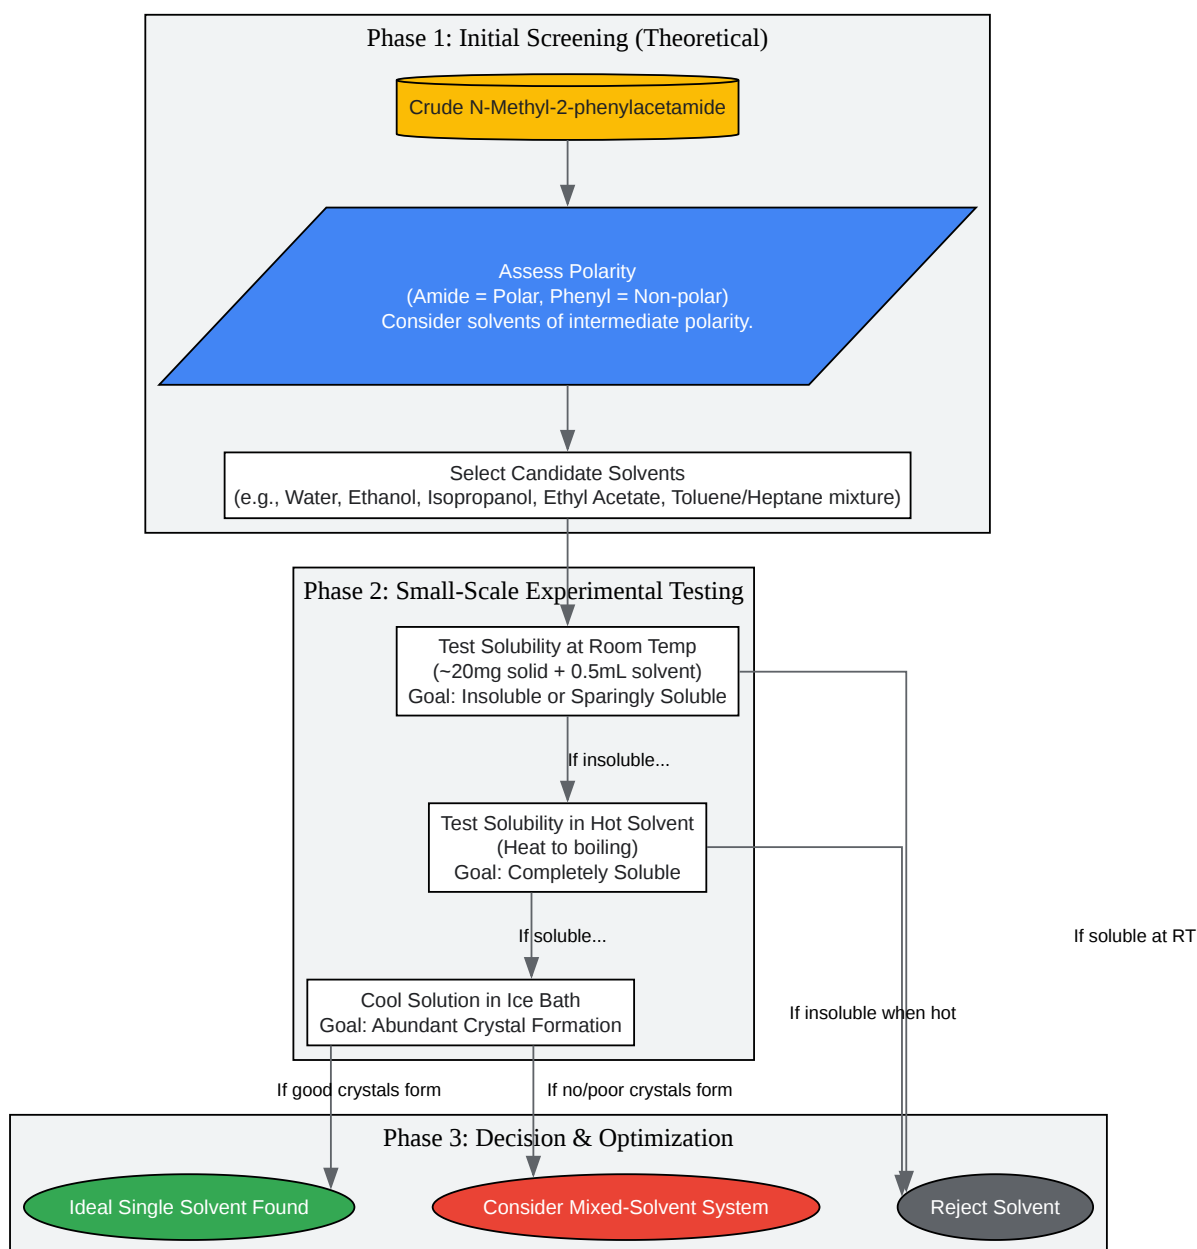 Phase 1: Initial Screening (Theoretical)
Crude N-Methyl-2-phenylacetamide
Assess Polarity
(Amide = Polar, Phenyl = Non-polar)
Consider solvents of intermediate polarity.
Select Candidate Solvents
(e.g., Water, Ethanol, Isopropanol, Ethyl Acetate, Toluene/Heptane mixture)
Phase 2: Small-Scale Experimental Testing
Test Solubility at Room Temp
(~20mg solid + 0.5mL solvent)
Goal: Insoluble or Sparingly Soluble
If insoluble...
Test Solubility in Hot Solvent
(Heat to boiling)
Goal: Completely Soluble
If soluble...
If soluble at RT
Cool Solution in Ice Bath
Goal: Abundant Crystal Formation
If insoluble when hot
If good crystals form
If no/poor crystals form
Phase 3: Decision & Optimization
Ideal Single Solvent Found
Consider Mixed-Solvent System
Reject Solvent